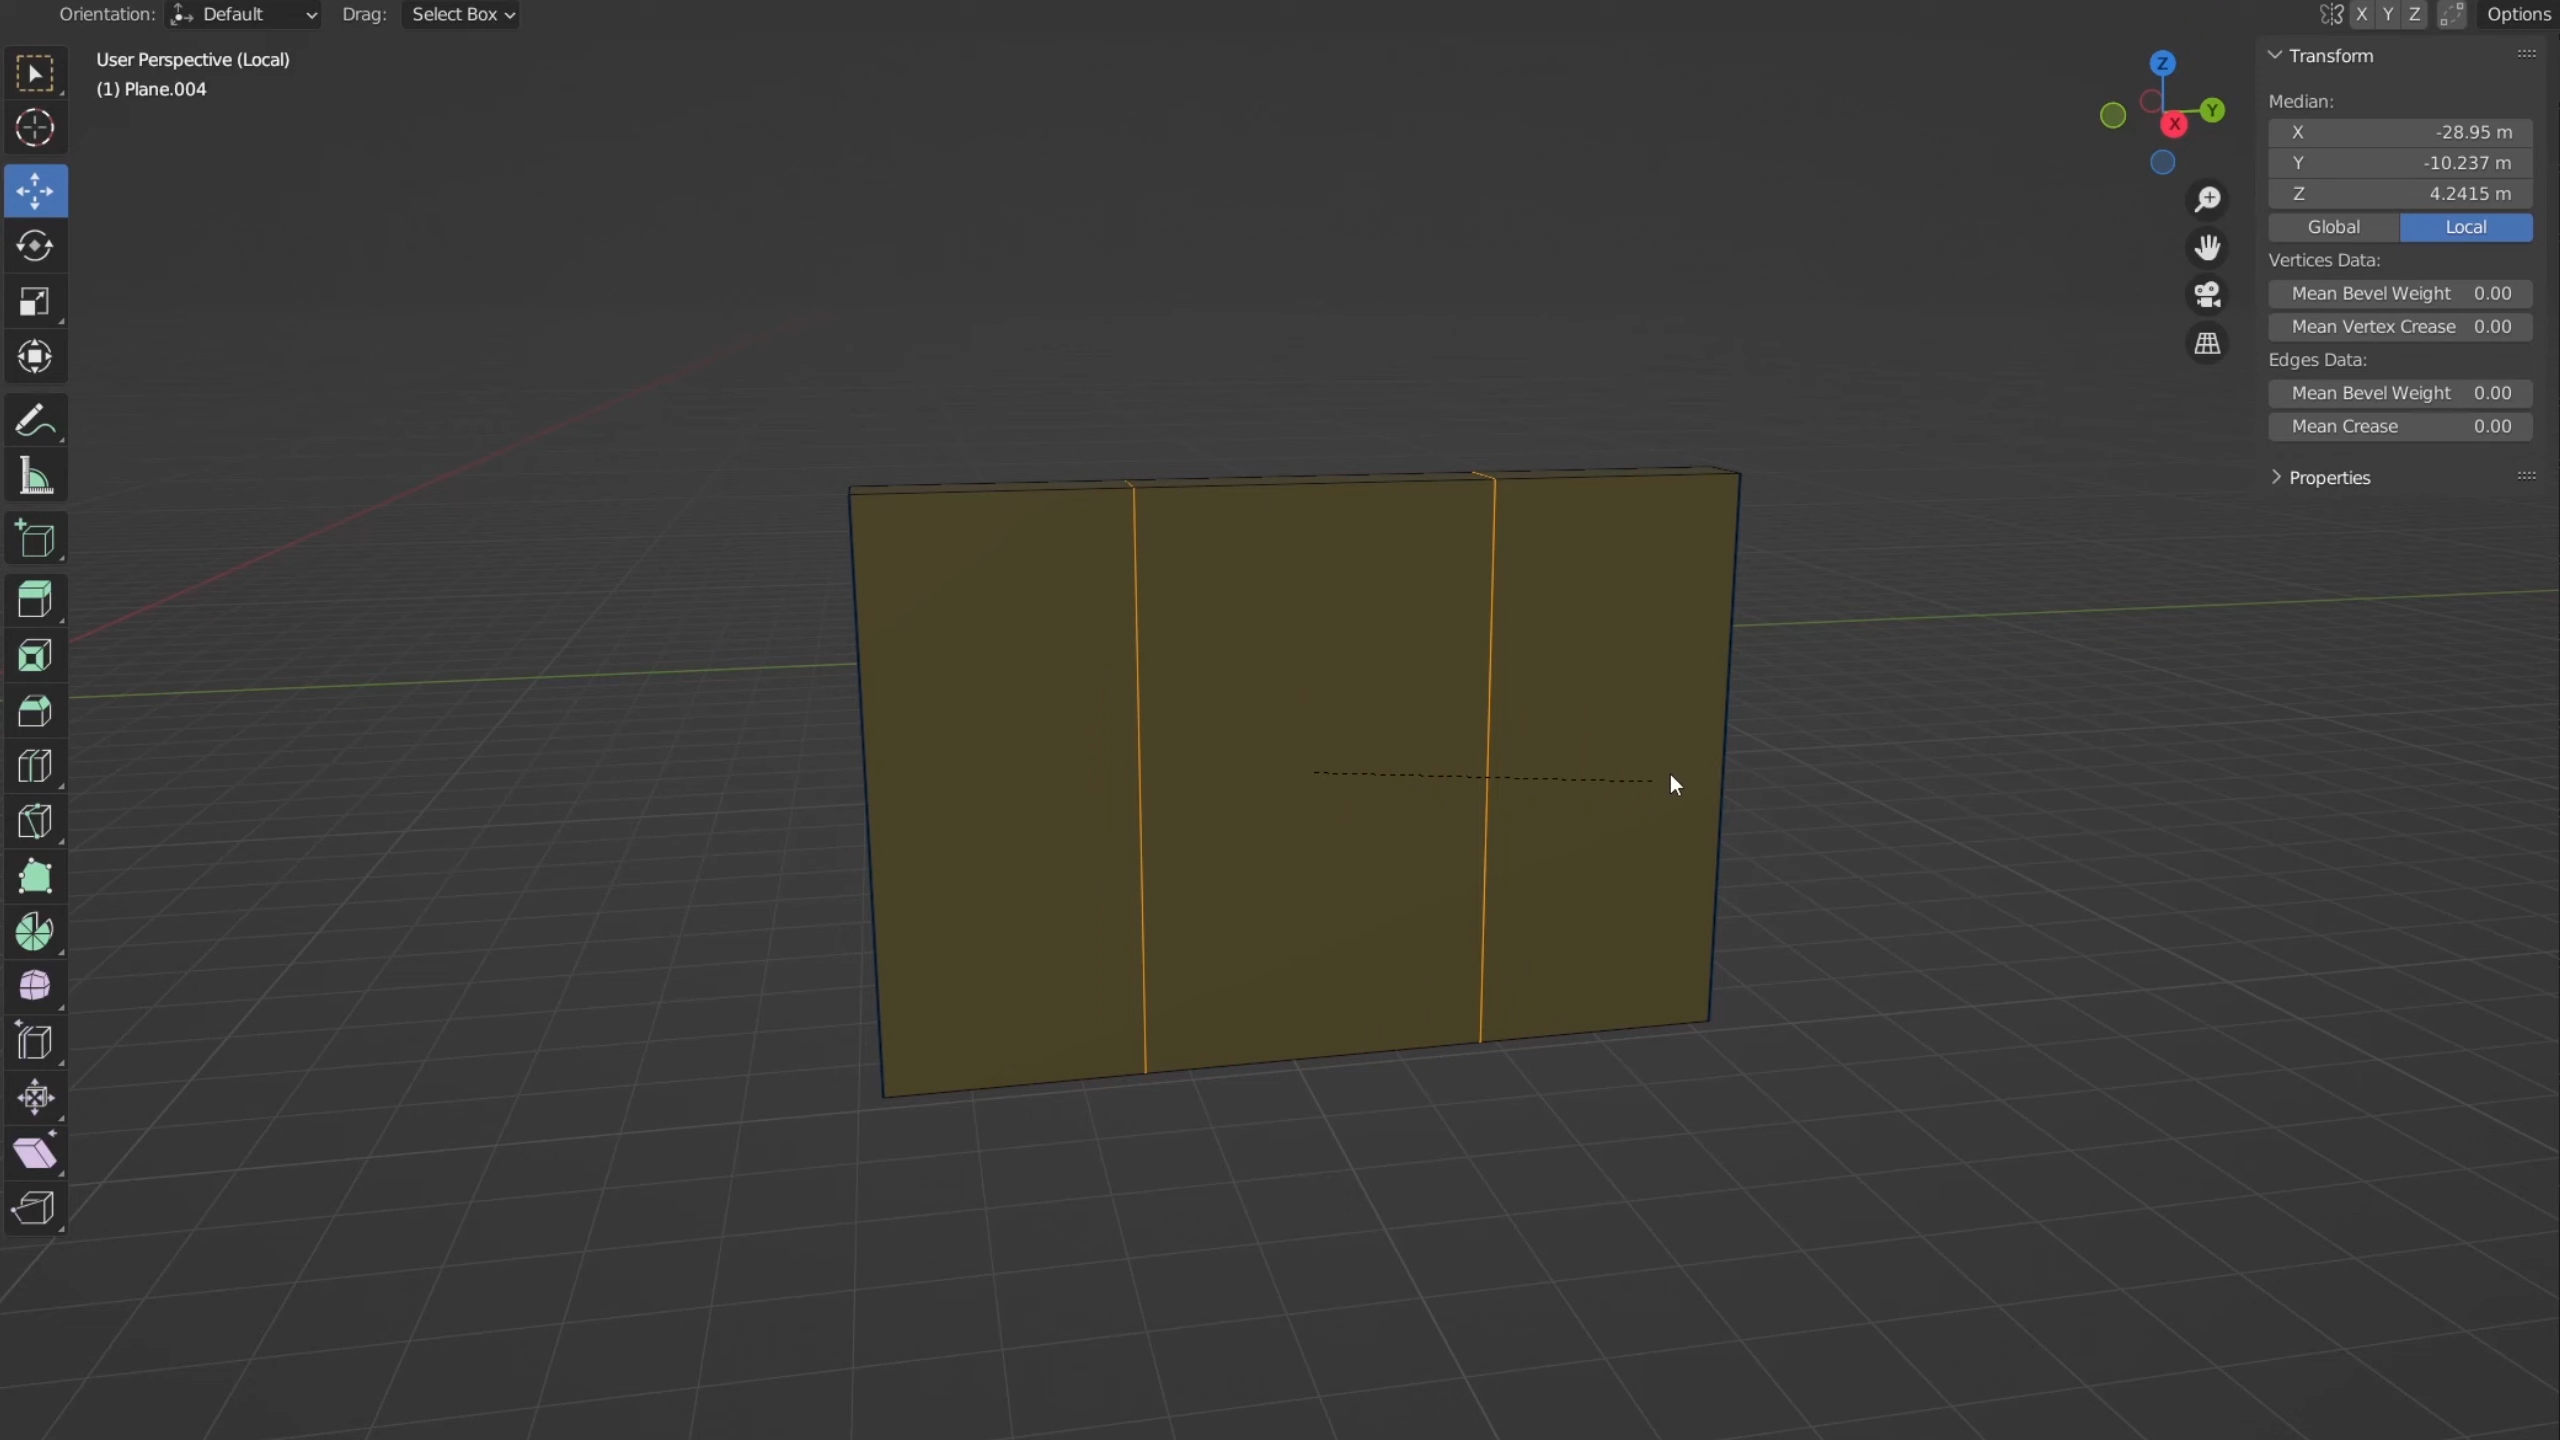 Orientation: Default Drag: Select Box X Y Z Options
User Perspective (Local)
(1) Plane.004
Z
Y
X
Transform
Median:
X -28.95 m
Y -10.237 m
Z 4.2415 m
Global Local
Vertices Data:
Mean Bevel Weight 0.00
Mean Vertex Crease 0.00
Edges Data:
Mean Bevel Weight 0.00
Mean Crease 0.00
Properties